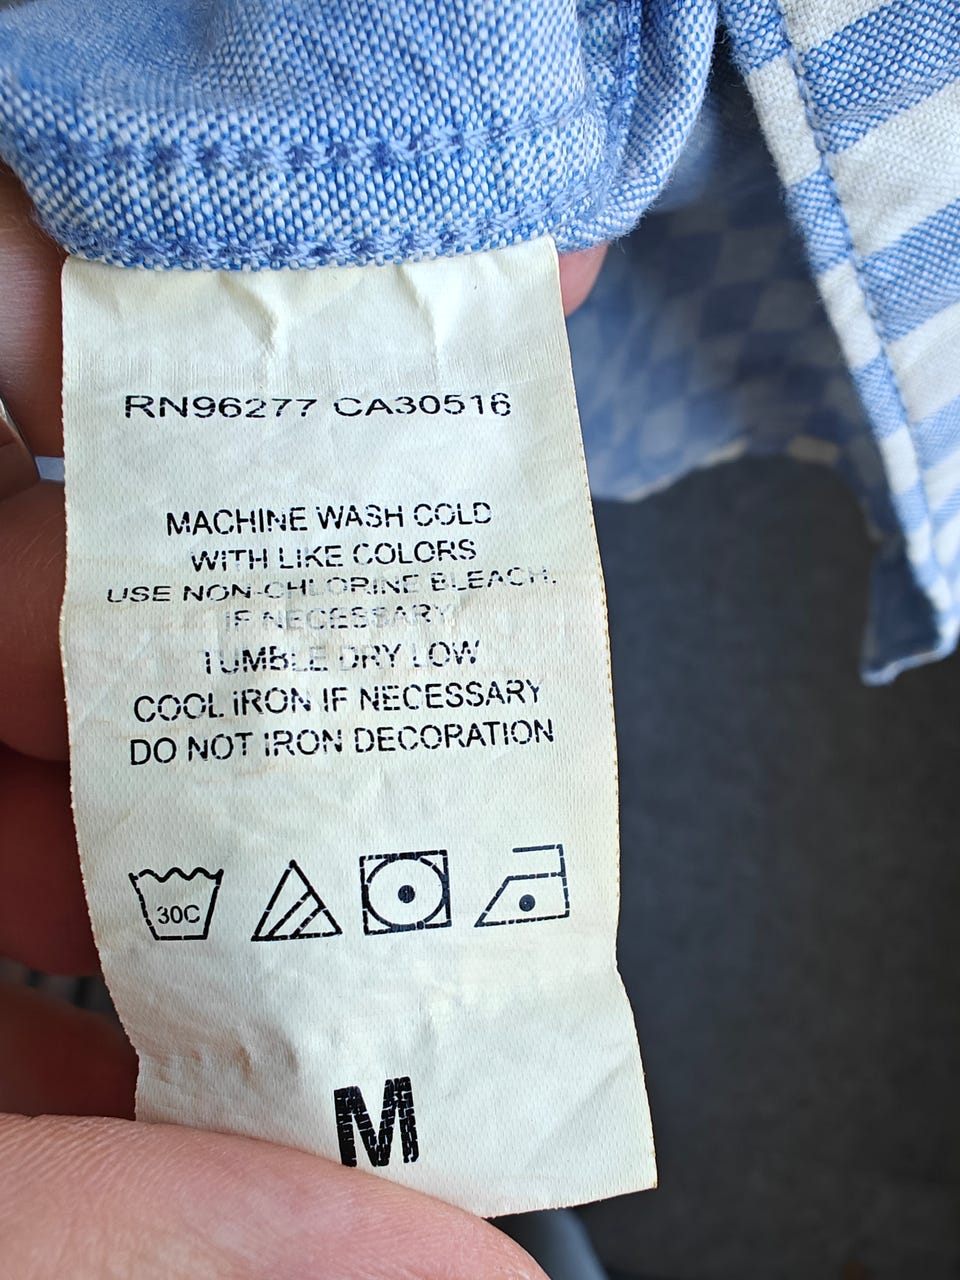 RN96277 CA30516
MACHINE WASH COLD
WITH LIKE COLORS
USE NON-CHLORINE BLEACH.
IF NECESSARY
TUMBLE DRY LOW
COOL IRON IF NECESSARY
DO NOT IRON DECORATION
30C
M